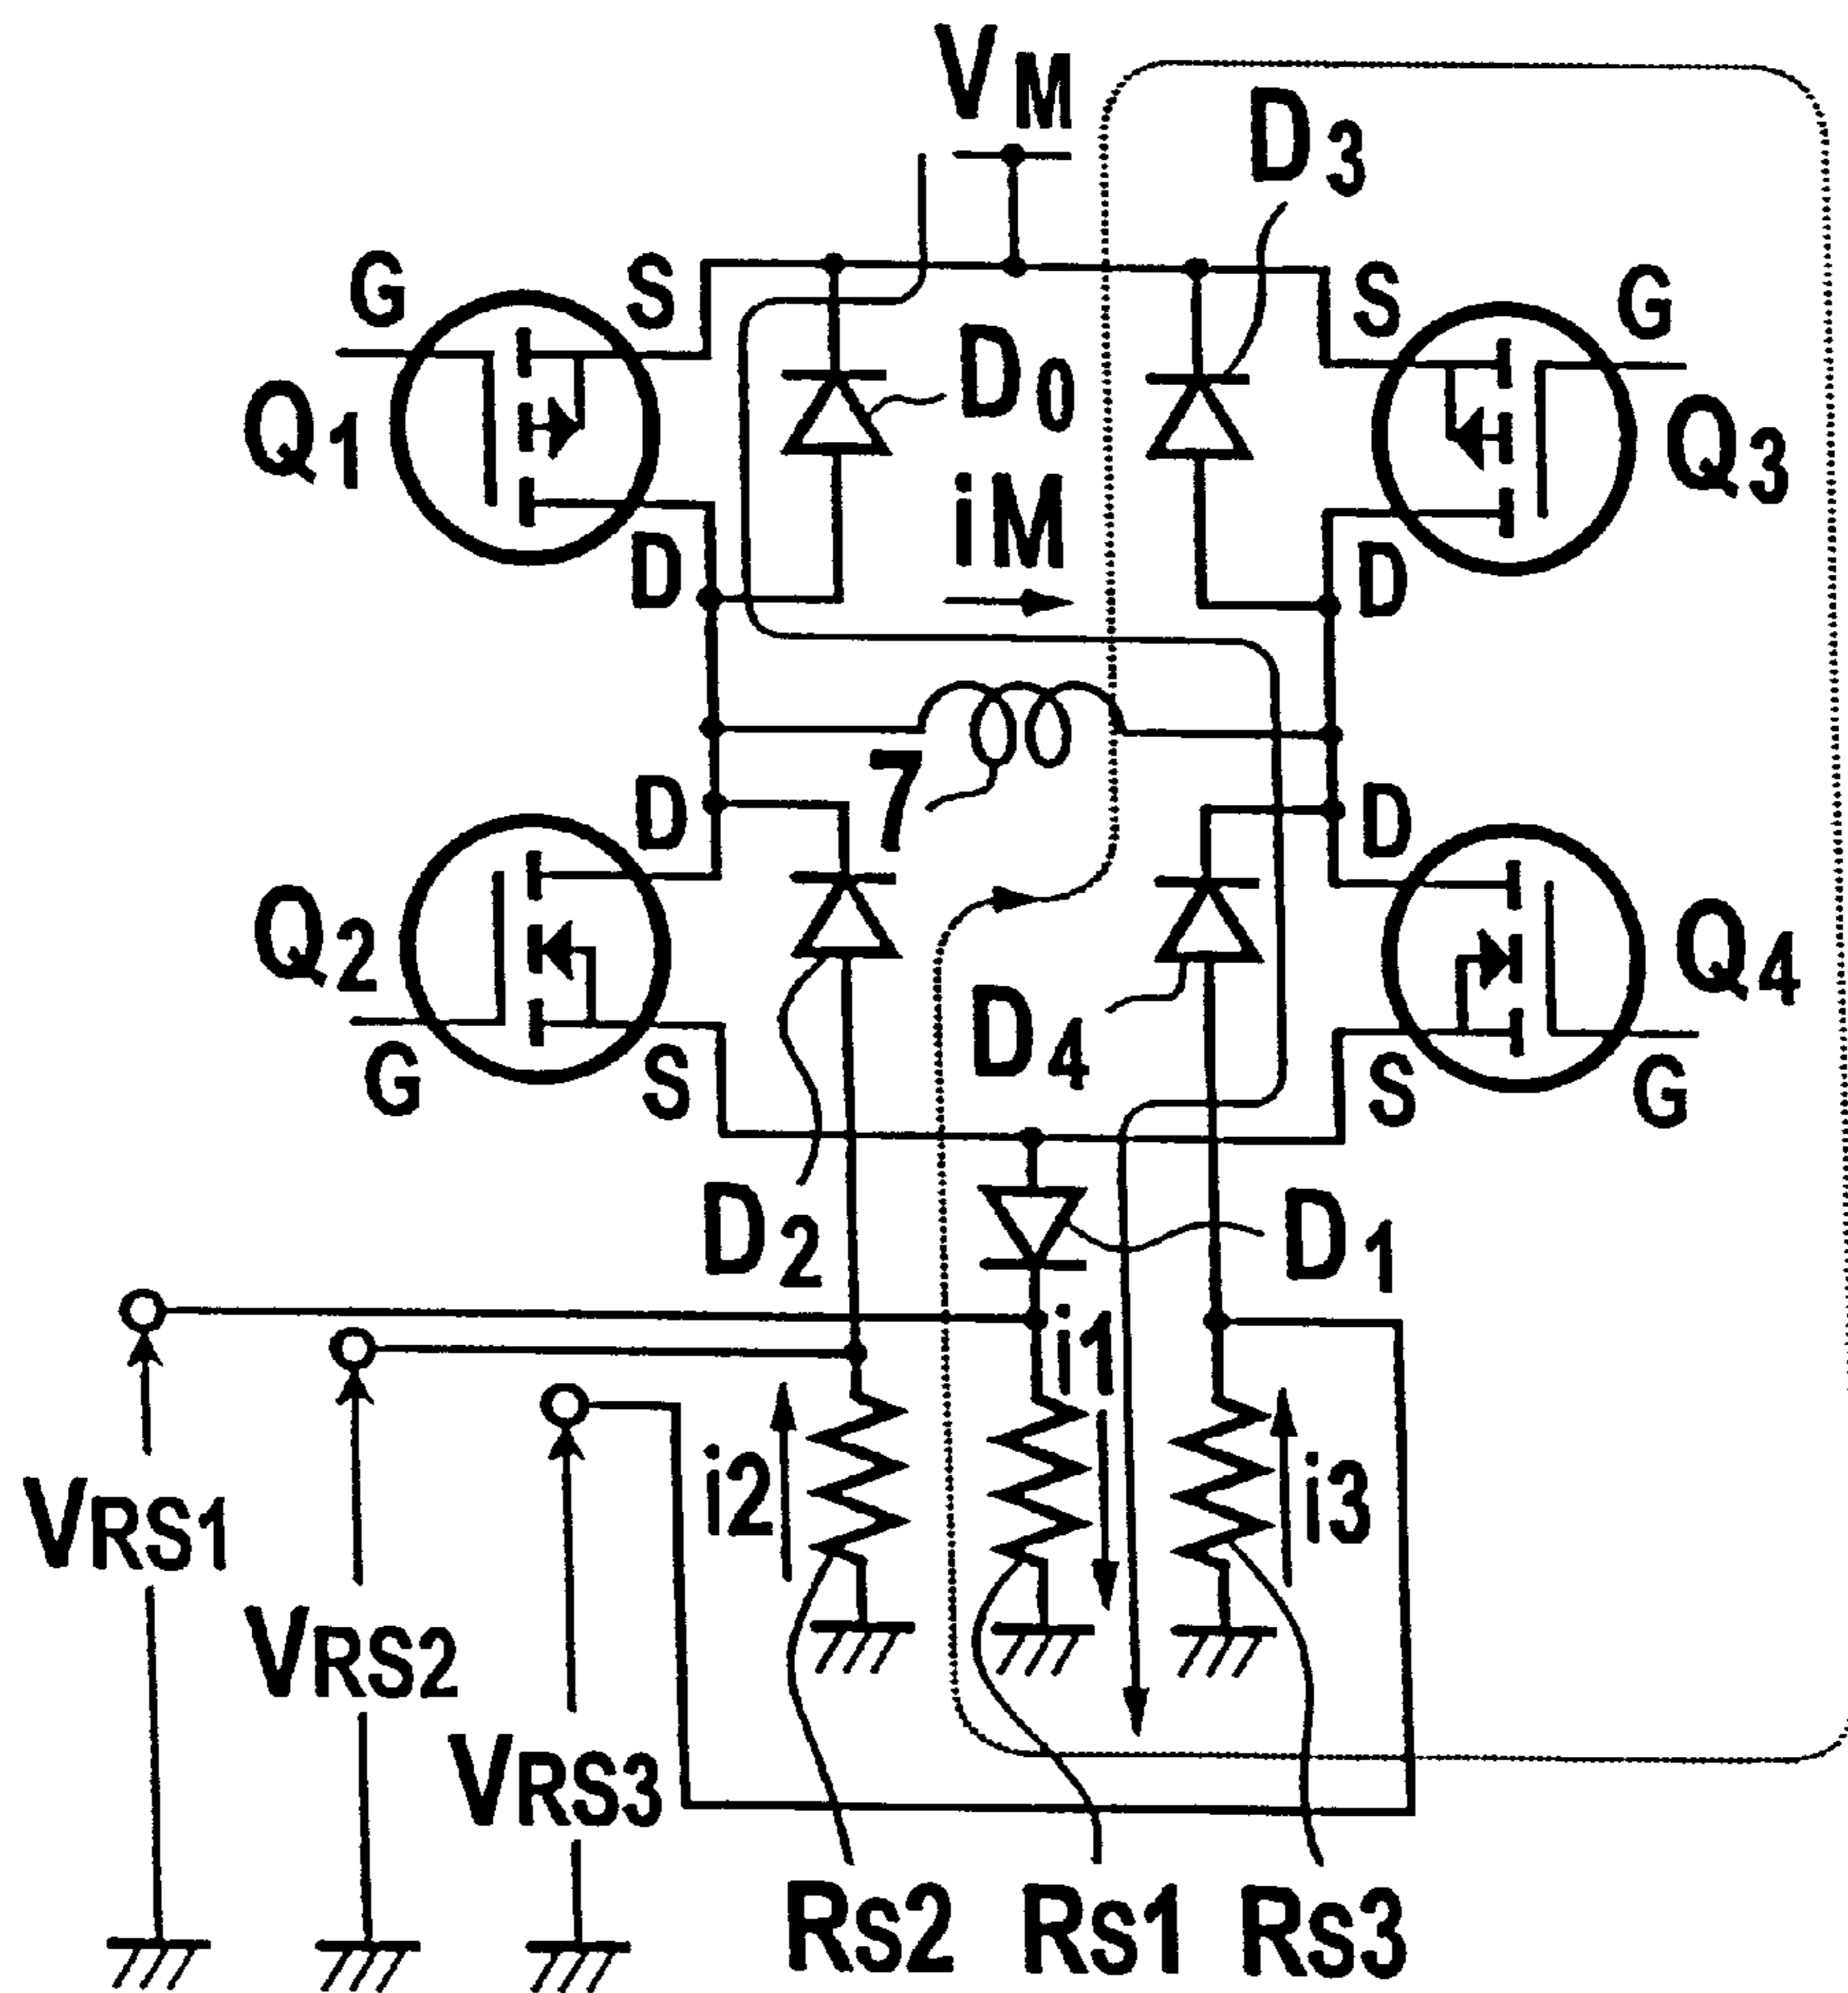 VM
D3
G
S
S
G
D0
Q1
Q3
iM
D
D
7
D
D
Q2
Q4
D4
G
S
S
G
D2
D1
i1
i2
i3
VRS1
VRS2
VRS3
RS2
RS1
RS3